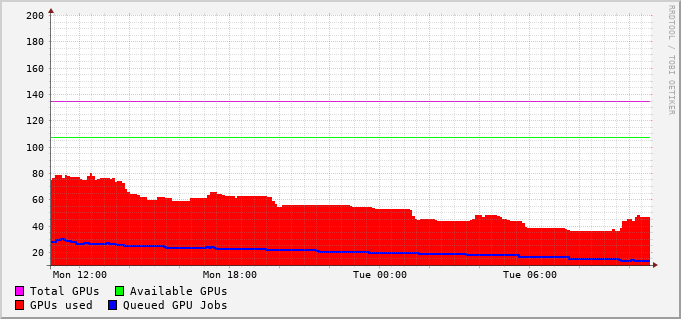 200
180
160
140
120
100
80
60
40
20
Mon 12:00 Mon 18:00 Tue 00:00 Tue 06:00
Total GPUs Available GPUs
GPUs used Queued GPU Jobs
RRDTOOL / TOBI OETIKER